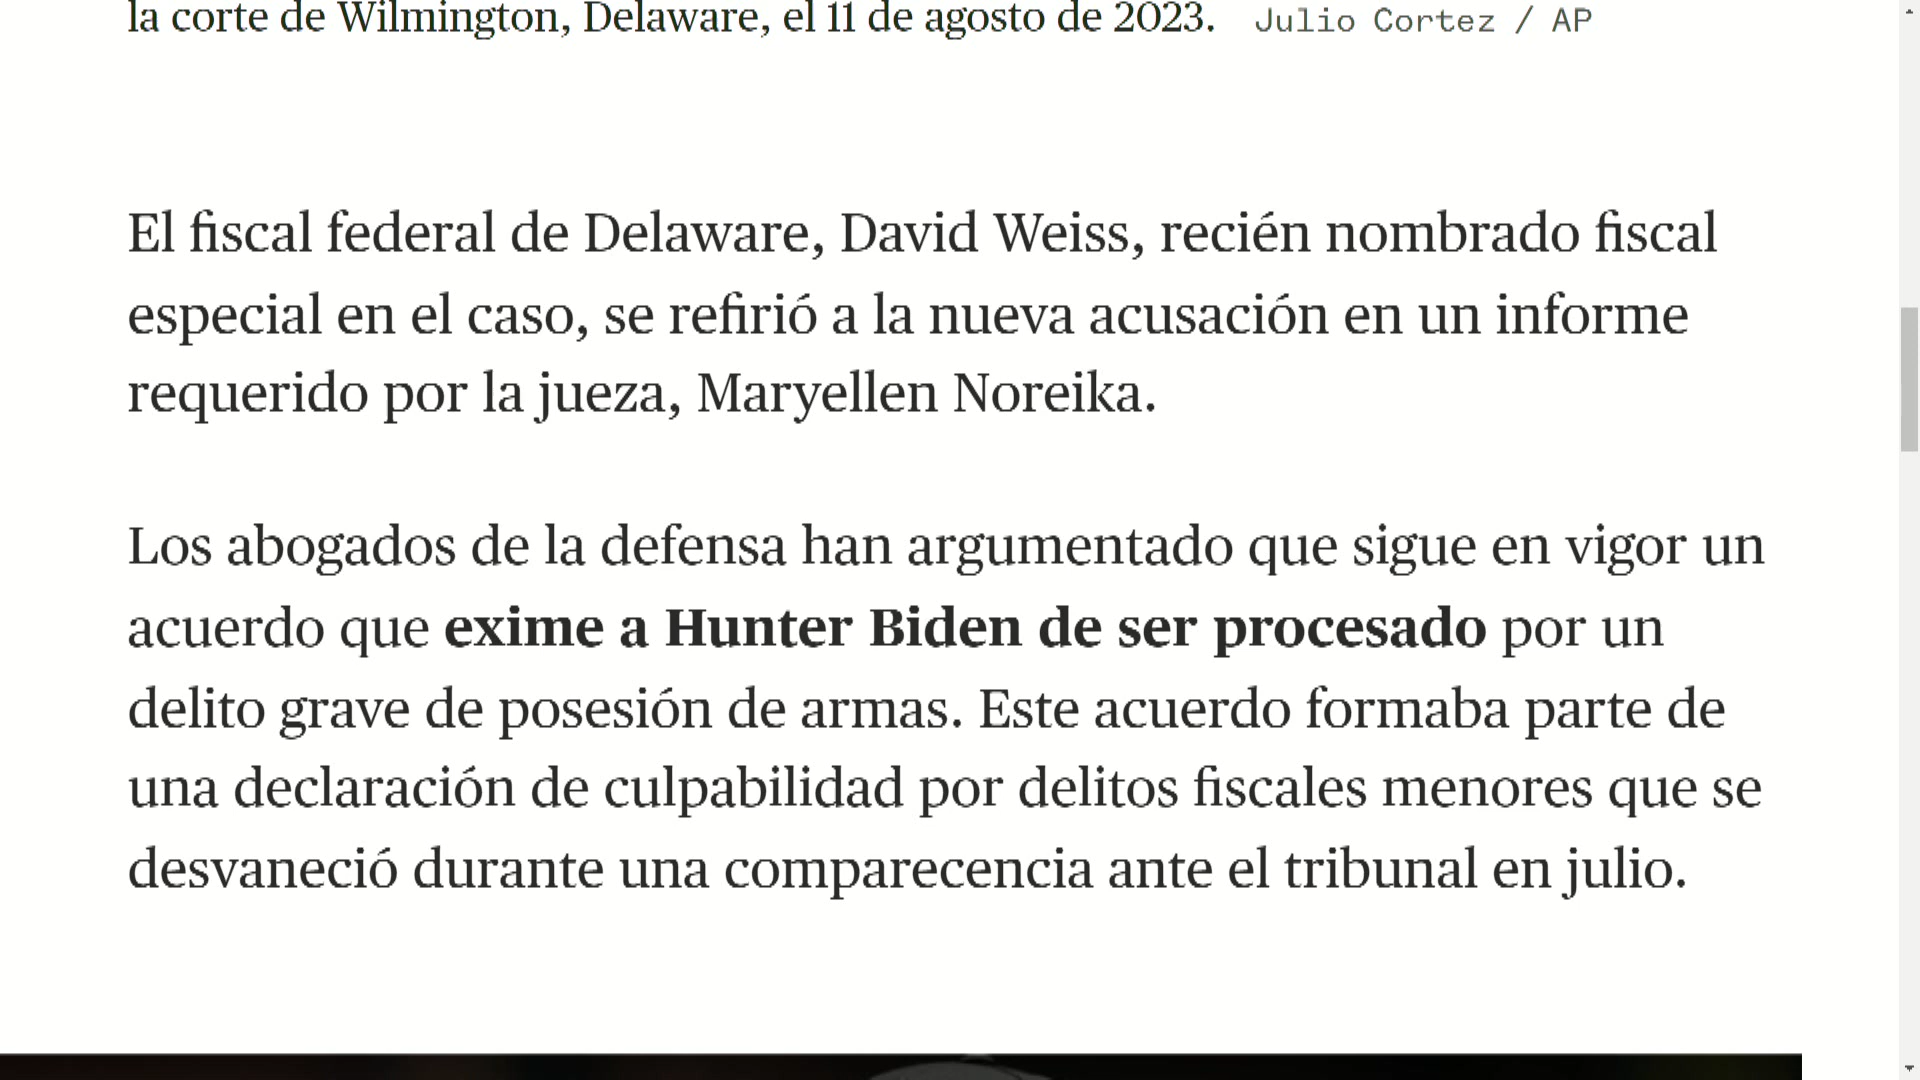 la corte de Wilmington, Delaware, el 11 de agosto de 2023. Julio Cortez / AP
El fiscal federal de Delaware, David Weiss, recién nombrado fiscal
especial en el caso, se refirió a la nueva acusación en un informe
requerido por la jueza, Maryellen Noreika.
Los abogados de la defensa han argumentado que sigue en vigor un
acuerdo que exime a Hunter Biden de ser procesado por un
delito grave de posesión de armas. Este acuerdo formaba parte de
una declaración de culpabilidad por delitos fiscales menores que se
desvaneció durante una comparecencia ante el tribunal en julio.